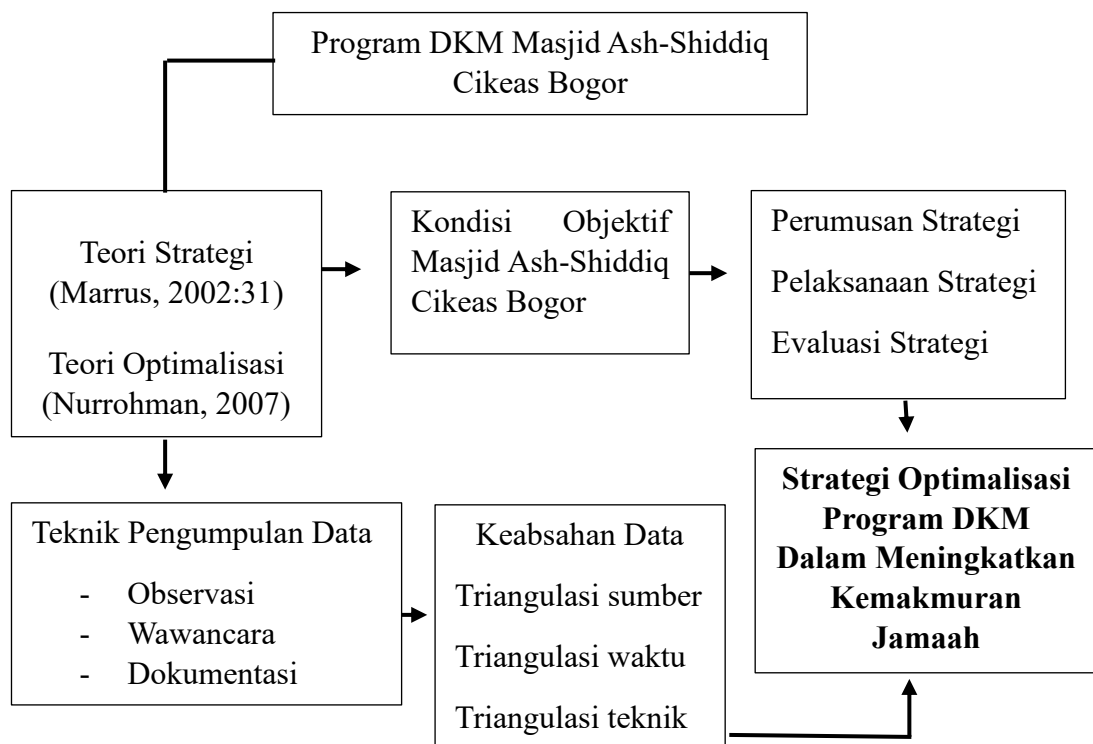 Program DKM Masjid Ash-Shiddiq
Cikeas Bogor
Teori Strategi
(Marrus, 2002:31)
Teori Optimalisasi
(Nurrohman, 2007)
Kondisi Objektif
Masjid Ash-Shiddiq
Cikeas Bogor
Perumusan Strategi
Pelaksanaan Strategi
Evaluasi Strategi
Teknik Pengumpulan Data
- Observasi
- Wawancara
- Dokumentasi
Keabsahan Data
Triangulasi sumber
Triangulasi waktu
Triangulasi teknik
Strategi Optimalisasi
Program DKM
Dalam Meningkatkan
Kemakmuran
Jamaah